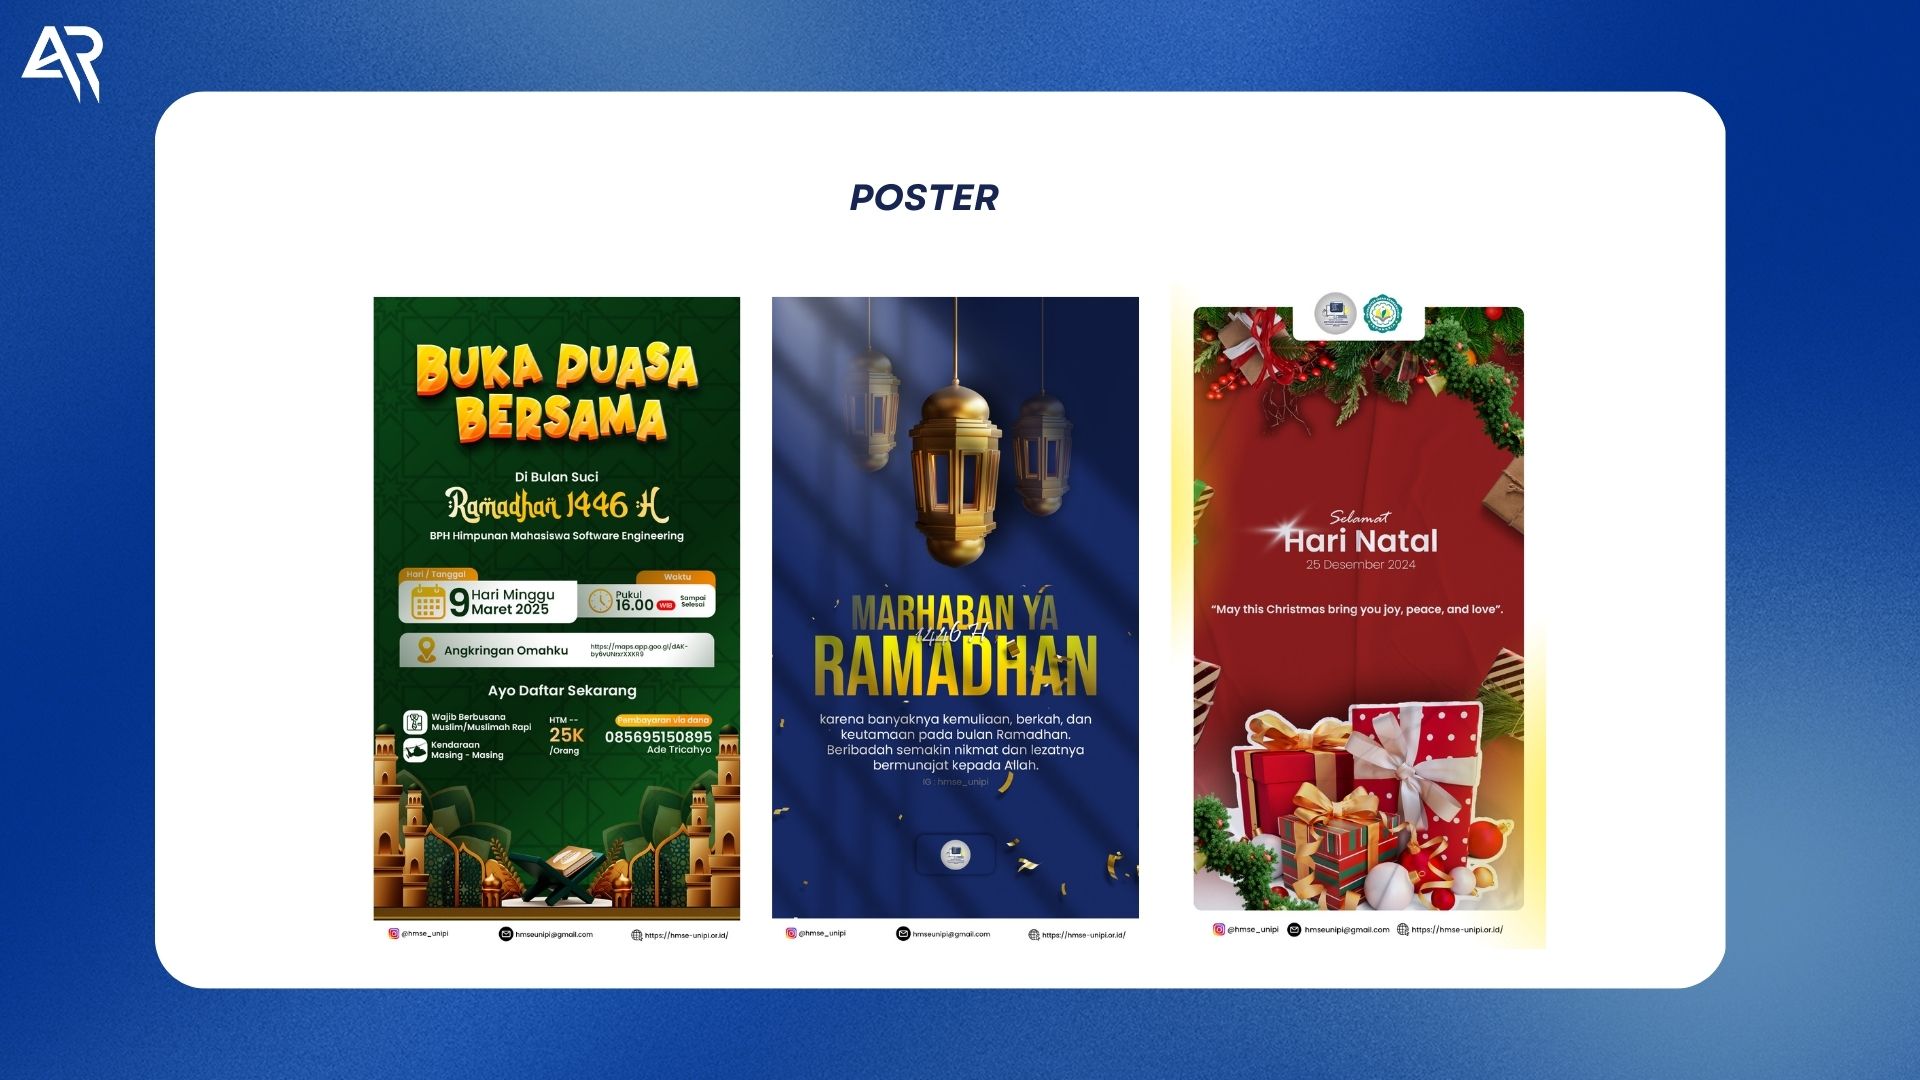 AR
POSTER
BUKA PUASA
BERSAMA
Di Bulan Suci
Ramadhan 1446 H
BPH Himpunan Mahasiswa Software Engineering
Hari / Tanggal
9 Hari Minggu
Maret 2025
Waktu
Pukul
16.00 WIB
Sampai
Selesai
Angkringan Omahku
https://maps.app.goo.gl/dAK-
by6vUNrxrXXKR9
Ayo Daftar Sekarang
Wajib Berbusana
Muslim/Muslimah Rapi
Kendaraan
Masing - Masing
HTM --
25K
/Orang
Pembayaran via dana
085695150895
Ade Tricahyo
@hmse_unipi
hmseunipi@gmail.com
https://hmse-unipi.or.id/
MARHABAN YA
1446 H
RAMADHAN
karena banyaknya kemuliaan, berkah, dan
keutamaan pada bulan Ramadhan.
Beribadah semakin nikmat dan lezatnya
bermunajat kepada Allah.
IG : hmse_unipi
@hmse_unipi
hmseunipi@gmail.com
https://hmse-unipi.or.id/
Selamat
Hari Natal
25 Desember 2024
“May this Christmas bring you joy, peace, and love”.
@hmse_unipi
hmseunipi@gmail.com
https://hmse-unipi.or.id/